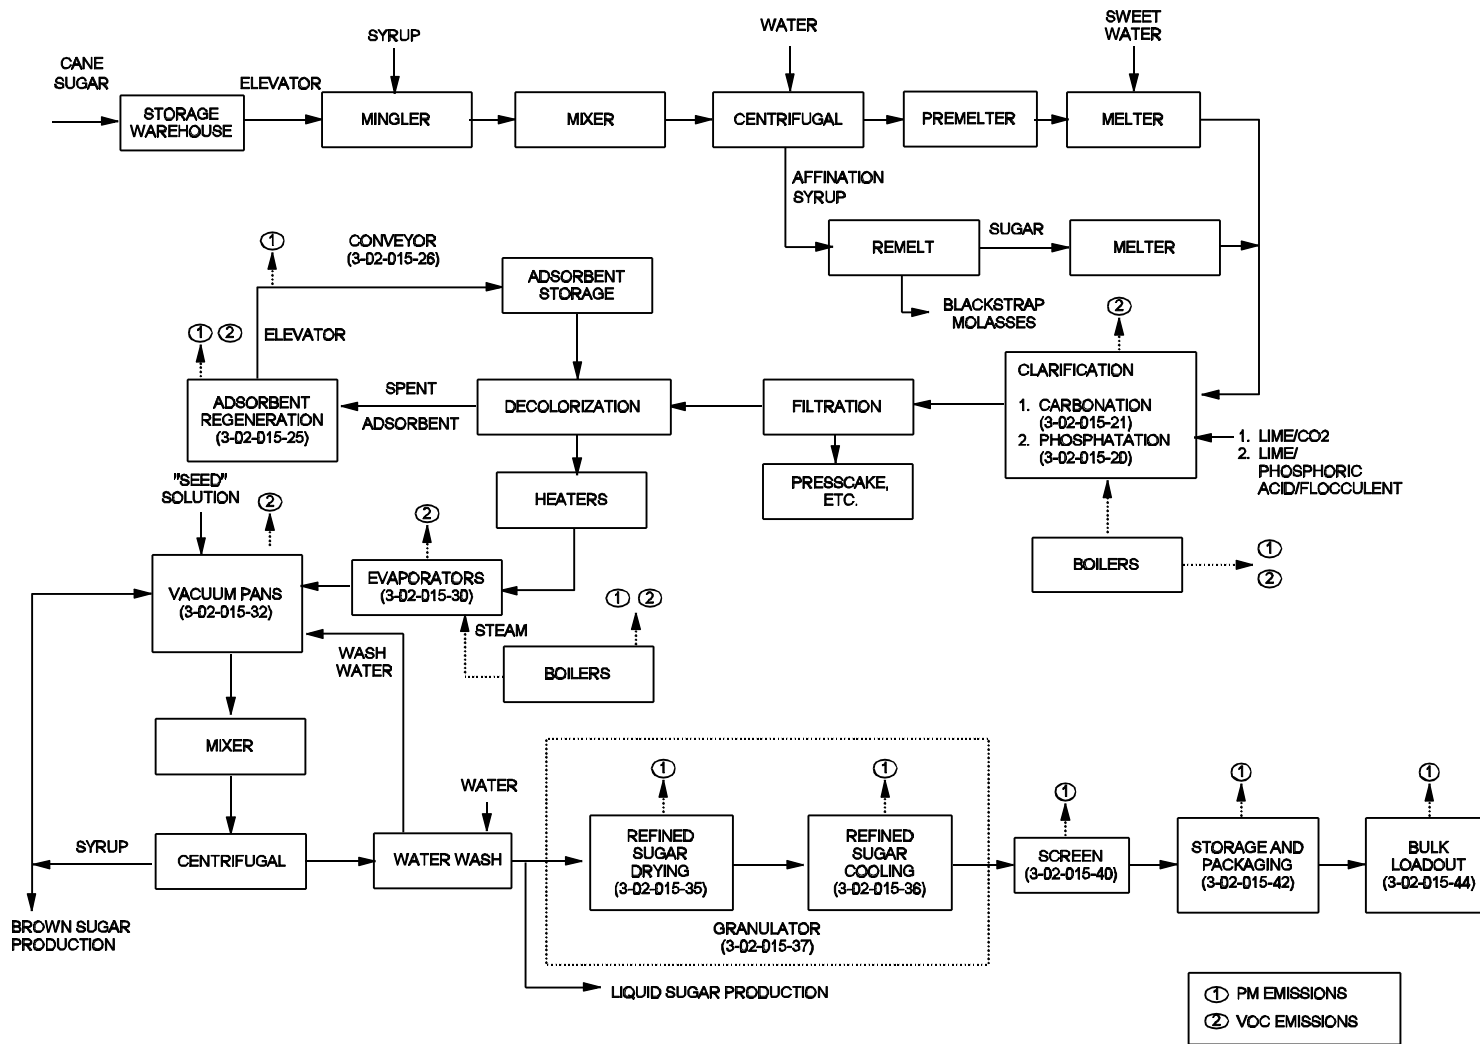 CANE
SUGAR
ELEVATOR
SYRUP
WATER
SWEET
WATER
STORAGE
WAREHOUSE
MINGLER
MIXER
CENTRIFUGAL
PREMELTER
MELTER
AFFINATION
SYRUP
REMELT
SUGAR
MELTER
BLACKSTRAP
MOLASSES
1
CONVEYOR
(3-02-015-26)
ADSORBENT
STORAGE
1 2
ELEVATOR
2
ADSORBENT
REGENERATION
(3-02-015-25)
SPENT
ADSORBENT
DECOLORIZATION
FILTRATION
CLARIFICATION
1. CARBONATION
(3-02-015-21)
2. PHOSPHATATION
(3-02-015-20)
1. LIME/CO2
2. LIME/
PHOSPHORIC
ACID/FLOCCULENT
PRESSCAKE,
ETC.
HEATERS
"SEED"
SOLUTION
2
2
BOILERS
1
2
VACUUM PANS
(3-02-015-32)
EVAPORATORS
(3-02-015-30)
1 2
STEAM
BOILERS
WASH
WATER
MIXER
WATER
SYRUP
CENTRIFUGAL
WATER WASH
1
1
1
1
1
REFINED
SUGAR
DRYING
(3-02-015-35)
REFINED
SUGAR
COOLING
(3-02-015-36)
SCREEN
(3-02-015-40)
STORAGE AND
PACKAGING
(3-02-015-42)
BULK
LOADOUT
(3-02-015-44)
BROWN SUGAR
PRODUCTION
GRANULATOR
(3-02-015-37)
LIQUID SUGAR PRODUCTION
1 PM EMISSIONS
2 VOC EMISSIONS